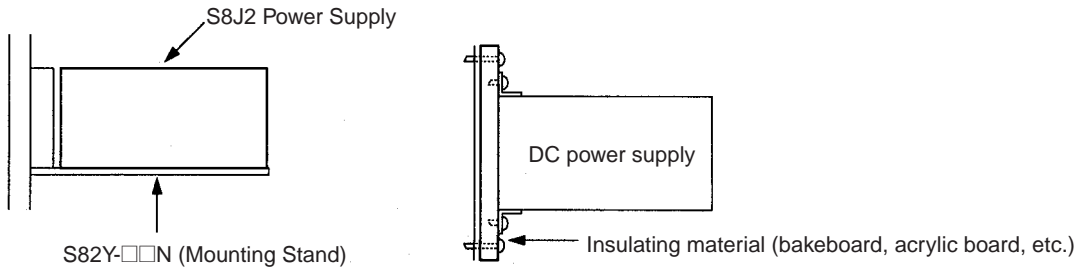 S8J2 Power Supply
DC power supply
S82Y-□□N (Mounting Stand)
Insulating material (bakeboard, acrylic board, etc.)